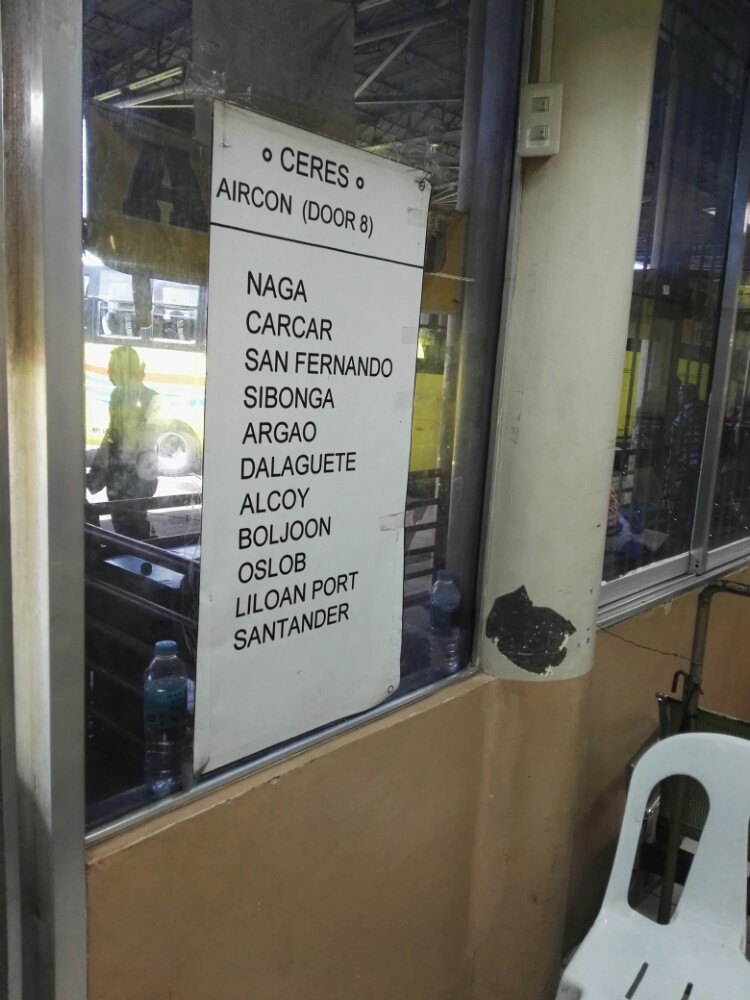 ° CERES °
AIRCON (DOOR 8)
NAGA
CARCAR
SAN FERNANDO
SIBONGA
ARGAO
DALAGUETE
ALCOY
BOLJOON
OSLOB
LILOAN PORT
SANTANDER